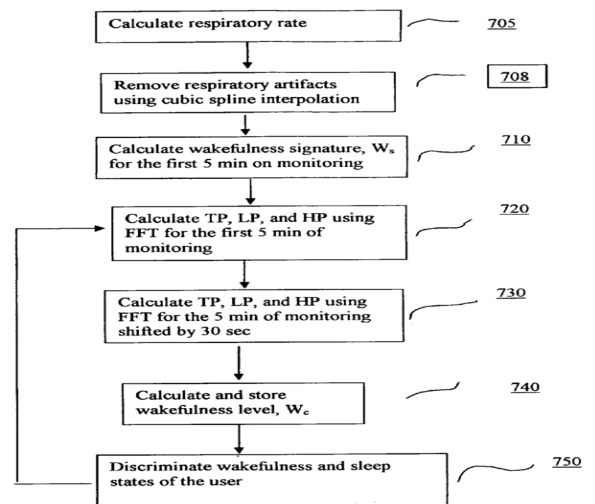 Calculate respiratory rate
705
Remove respiratory artifacts
using cubic spline interpolation
708
Calculate wakefulness signature, Ws
for the first 5 min on monitoring
710
Calculate TP, LP, and HP using
FFT for the first 5 min of
monitoring
720
Calculate TP, LP, and HP using
FFT for the 5 min of monitoring
shifted by 30 sec
730
Calculate and store
wakefulness level, Wc
740
Discriminate wakefulness and sleep
states of the user
750